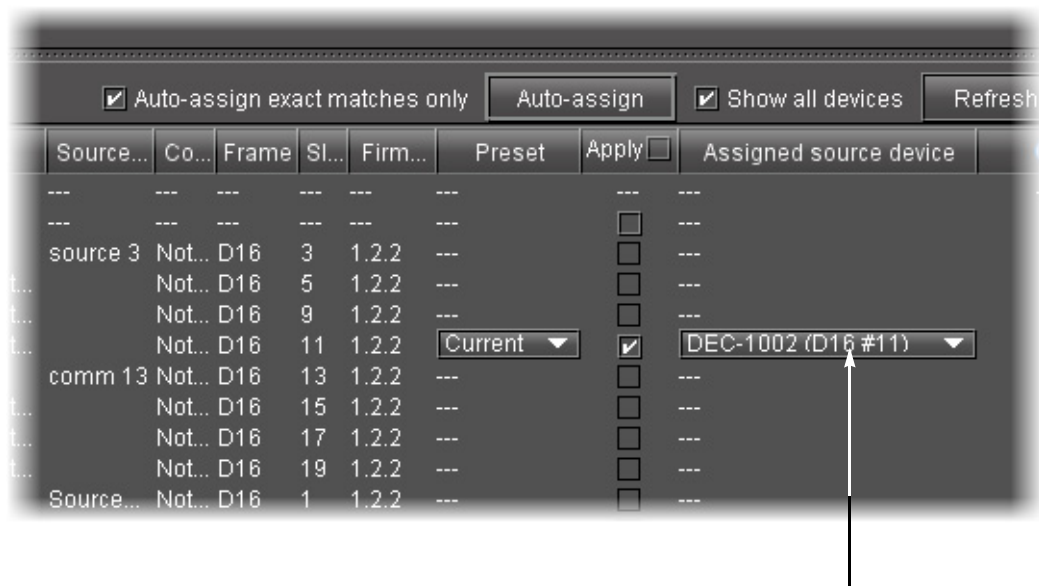 Auto-assign exact matches only Auto-assign Show all devices Refresh
Source... Co... Frame Sl... Firm... Preset Apply Assigned source device
--- --- --- --- --- --- --- ---
--- --- --- --- --- --- ---
source 3 Not... D16 3 1.2.2 --- ---
t... Not... D16 5 1.2.2 --- ---
t... Not... D16 9 1.2.2 --- ---
t... Not... D16 11 1.2.2 Current DEC-1002 (D16 #11)
comm 13 Not... D16 13 1.2.2 --- ---
t... Not... D16 15 1.2.2 --- ---
t... Not... D16 17 1.2.2 --- ---
t... Not... D16 19 1.2.2 --- ---
Source... Not... D16 1 1.2.2 --- ---